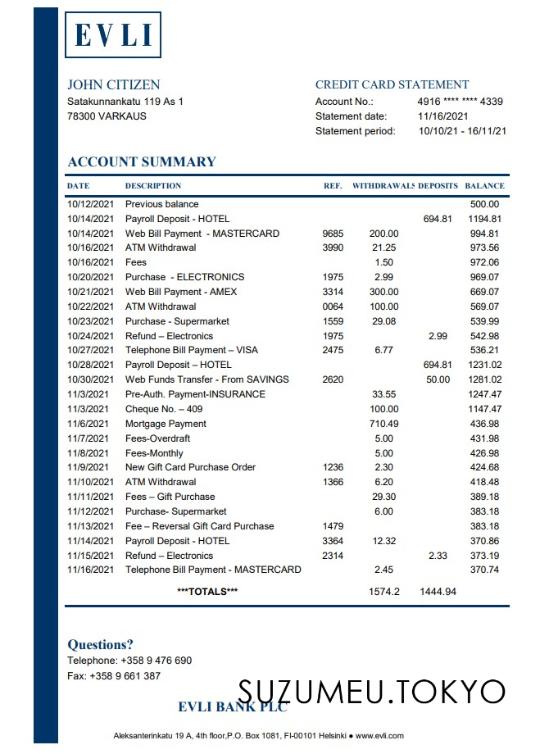 EVLI
JOHN CITIZEN CREDIT CARD STATEMENT
Satakunnankatu 119 As 1 Account No.: 4916 **** **** 4339
78300 VARKAUS Statement date: 11/16/2021
Statement period: 10/10/21 - 16/11/21
ACCOUNT SUMMARY
DATE DESCRIPTION REF. WITHDRAWALS DEPOSITS BALANCE
10/12/2021 Previous balance 500.00
10/14/2021 Payroll Deposit - HOTEL 694.81 1194.81
10/14/2021 Web Bill Payment - MASTERCARD 9685 200.00 994.81
10/16/2021 ATM Withdrawal 3990 21.25 973.56
10/16/2021 Fees 1.50 972.06
10/20/2021 Purchase - ELECTRONICS 1975 2.99 969.07
10/21/2021 Web Bill Payment - AMEX 3314 300.00 669.07
10/22/2021 ATM Withdrawal 0064 100.00 569.07
10/23/2021 Purchase - Supermarket 1559 29.08 539.99
10/24/2021 Refund – Electronics 1975 2.99 542.98
10/27/2021 Telephone Bill Payment – VISA 2475 6.77 536.21
10/28/2021 Payroll Deposit – HOTEL 694.81 1231.02
10/30/2021 Web Funds Transfer - From SAVINGS 2620 50.00 1281.02
11/3/2021 Pre-Auth. Payment-INSURANCE 33.55 1247.47
11/3/2021 Cheque No. – 409 100.00 1147.47
11/6/2021 Mortgage Payment 710.49 436.98
11/7/2021 Fees-Overdraft 5.00 431.98
11/8/2021 Fees-Monthly 5.00 426.98
11/9/2021 New Gift Card Purchase Order 1236 2.30 424.68
11/10/2021 ATM Withdrawal 1366 6.20 418.48
11/11/2021 Fees – Gift Purchase 29.30 389.18
11/12/2021 Purchase- Supermarket 6.00 383.18
11/13/2021 Fee – Reversal Gift Card Purchase 1479 383.18
11/14/2021 Payroll Deposit - HOTEL 3364 12.32 370.86
11/15/2021 Refund – Electronics 2314 2.33 373.19
11/16/2021 Telephone Bill Payment - MASTERCARD 2.45 370.74
***TOTALS*** 1574.2 1444.94
Questions?
Telephone: +358 9 476 690
Fax: +358 9 661 387
SUZUMEU.TOKYO
EVLI BANK PLC
Aleksanterinkatu 19 A, 4th floor,P.O. Box 1081, FI-00101 Helsinki ● www.evli.com